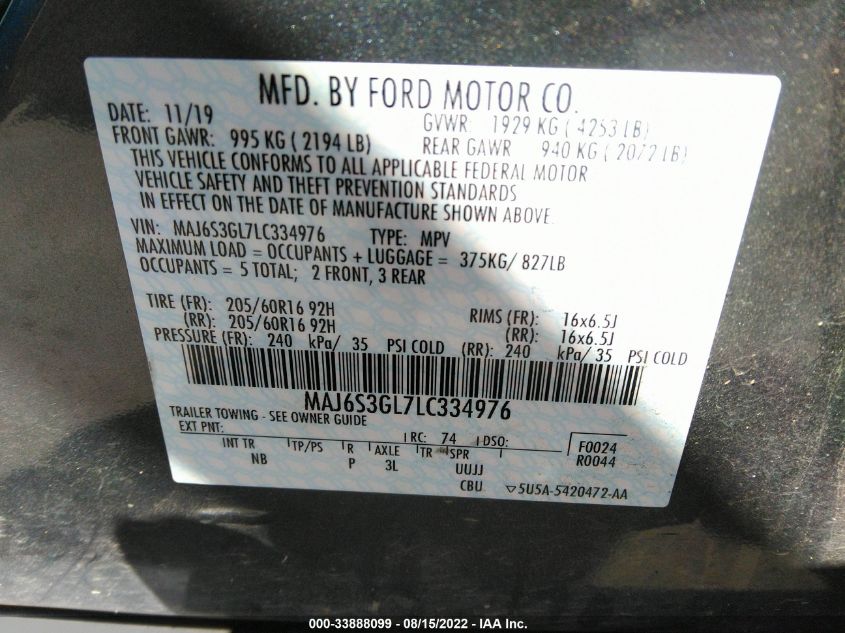 MFD. BY FORD MOTOR CO.
DATE: 11/19 GVWR: 1929 KG ( 4253 LB)
FRONT GAWR: 995 KG ( 2194 LB) REAR GAWR 940 KG ( 2072 LB)
THIS VEHICLE CONFORMS TO ALL APPLICABLE FEDERAL MOTOR
VEHICLE SAFETY AND THEFT PREVENTION STANDARDS
IN EFFECT ON THE DATE OF MANUFACTURE SHOWN ABOVE.
VIN: MAJ6S3GL7LC334976 TYPE: MPV
MAXIMUM LOAD = OCCUPANTS + LUGGAGE = 375KG/ 827LB
OCCUPANTS = 5 TOTAL; 2 FRONT, 3 REAR
TIRE (FR): 205/60R16 92H RIMS (FR): 16x6.5J
(RR): 205/60R16 92H (RR): 16x6.5J
PRESSURE (FR): 240 kPa/ 35 PSI COLD (RR): 240 kPa/ 35 PSI COLD
MAJ6S3GL7LC334976
TRAILER TOWING - SEE OWNER GUIDE
EXT PNT: RC: 74 DSO: F0024
INT TR TP/PS R AXLE TR SPR R0044
NB P 3L UUJJ
CBU 5U5A-5420472-AA
000-33888099 - 08/15/2022 - IAA Inc.